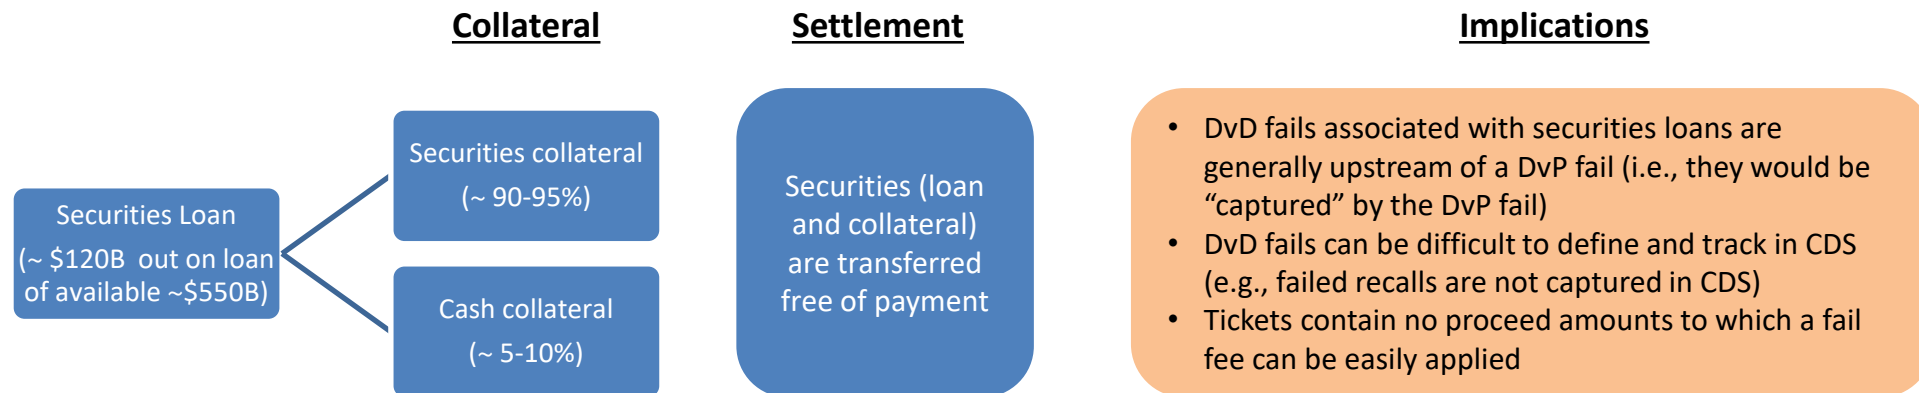 Collateral
Settlement
Implications
Securities Loan
(~ $120B out on loan
of available ~$550B)
Securities collateral
(~ 90-95%)
Cash collateral
(~ 5-10%)
Securities (loan
and collateral)
are transferred
free of payment
• DvD fails associated with securities loans are
generally upstream of a DvP fail (i.e., they would be
“captured” by the DvP fail)
• DvD fails can be difficult to define and track in CDS
(e.g., failed recalls are not captured in CDS)
• Tickets contain no proceed amounts to which a fail
fee can be easily applied